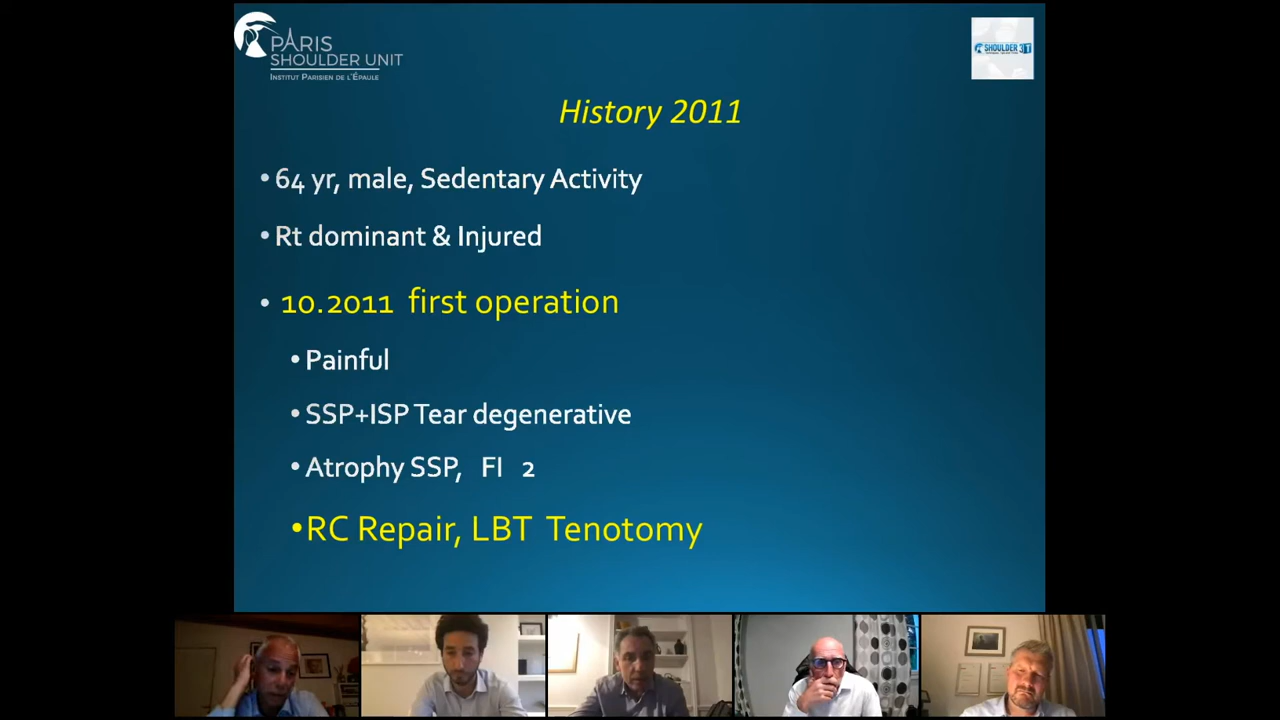 PARIS
SHOULDER UNIT
INSTITUT PARISIEN DE L'ÉPAULE
SHOULDER
History 2011
• 64 yr, male, Sedentary Activity
• Rt dominant & Injured
• 10.2011 first operation
• Painful
• SSP+ISP Tear degenerative
• Atrophy SSP, FI 2
• RC Repair, LBT Tenotomy